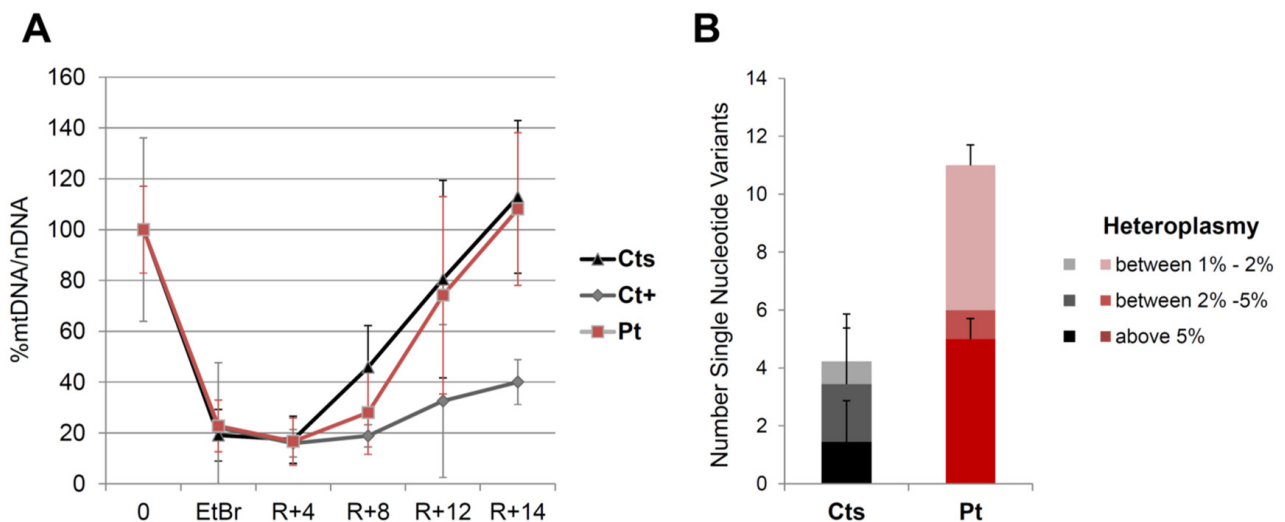 A
%mtDNA/nDNA
160
140
120
100
80
60
40
20
0
0 EtBr R+4 R+8 R+12 R+14
Cts
Ct+
Pt
B
Number Single Nucleotide Variants
14
12
10
8
6
4
2
0
Cts Pt
Heteroplasmy
between 1% - 2%
between 2% -5%
above 5%